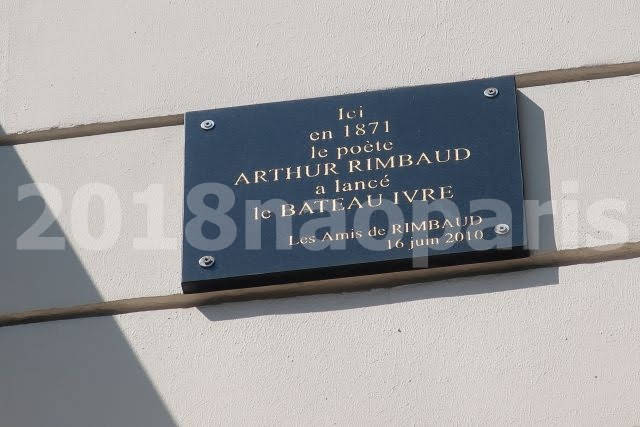 Ici
en 1871
le poète
ARTHUR RIMBAUD
a lancé
le BATEAU IVRE
Les Amis de RIMBAUD
16 juin 2010
2018naoparis